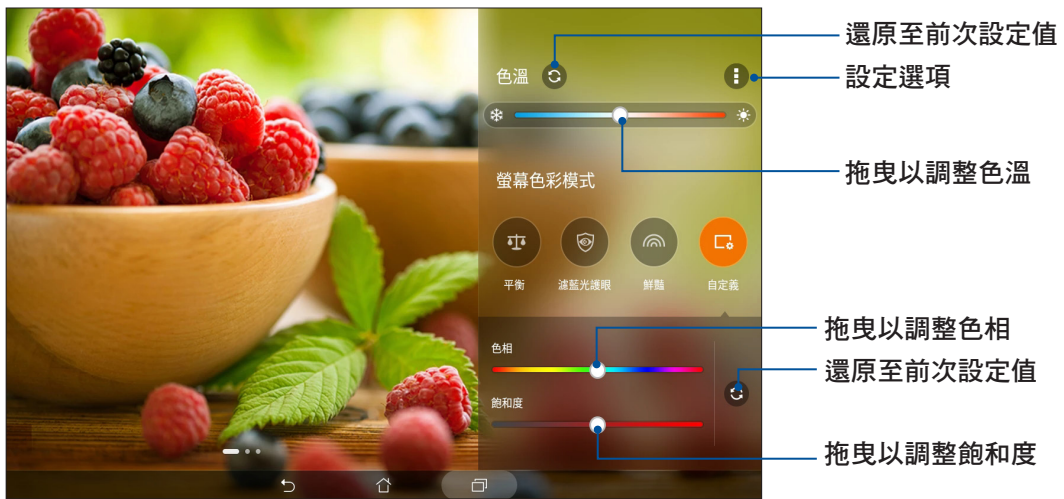 還原至前次設定值
色溫
設定選項
拖曳以調整色溫
螢幕色彩模式
平衡
濾藍光護眼
鮮豔
自定義
拖曳以調整色相
色相
還原至前次設定值
飽和度
拖曳以調整飽和度